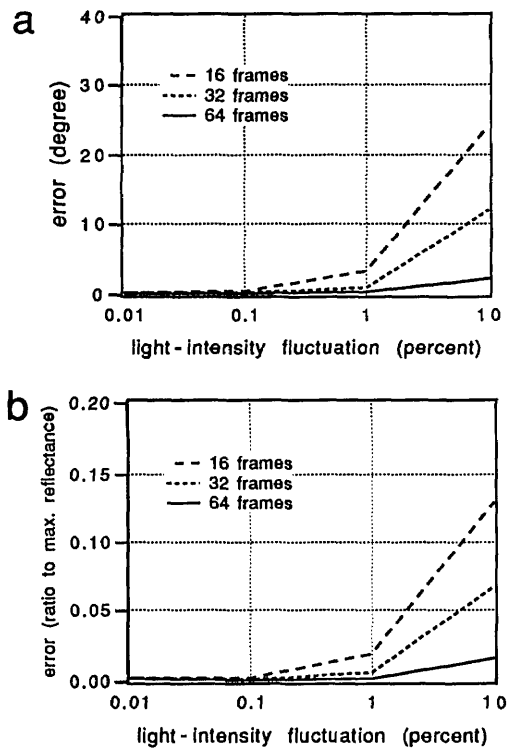 a
40
30
20
10
0
error (degree)
16 frames
32 frames
64 frames
0.01 0.1 1 10
light-intensity fluctuation (percent)
b
0.20
0.15
0.10
0.05
0.00
error (ratio to max. reflectance)
16 frames
32 frames
64 frames
0.01 0.1 1 10
light-intensity fluctuation (percent)